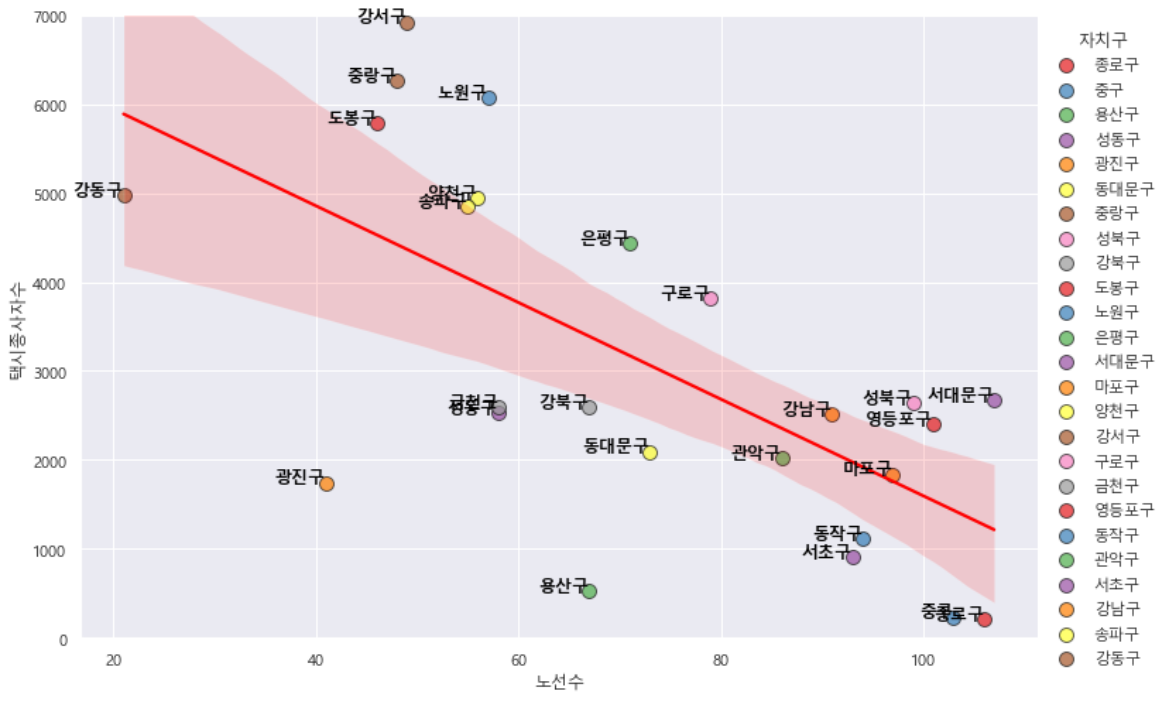 7000
6000
5000
4000
3000
2000
1000
0
택시종사자수
20
40
60
80
100
노선수
강서구
중랑구
노원구
도봉구
강동구
양천구
송파구
은평구
구로구
금천구
성동구
강북구
강남구
성북구
서대문구
영등포구
동대문구
관악구
마포구
광진구
동작구
서초구
용산구
중구
종로구
자치구
종로구
중구
용산구
성동구
광진구
동대문구
중랑구
성북구
강북구
도봉구
노원구
은평구
서대문구
마포구
양천구
강서구
구로구
금천구
영등포구
동작구
관악구
서초구
강남구
송파구
강동구